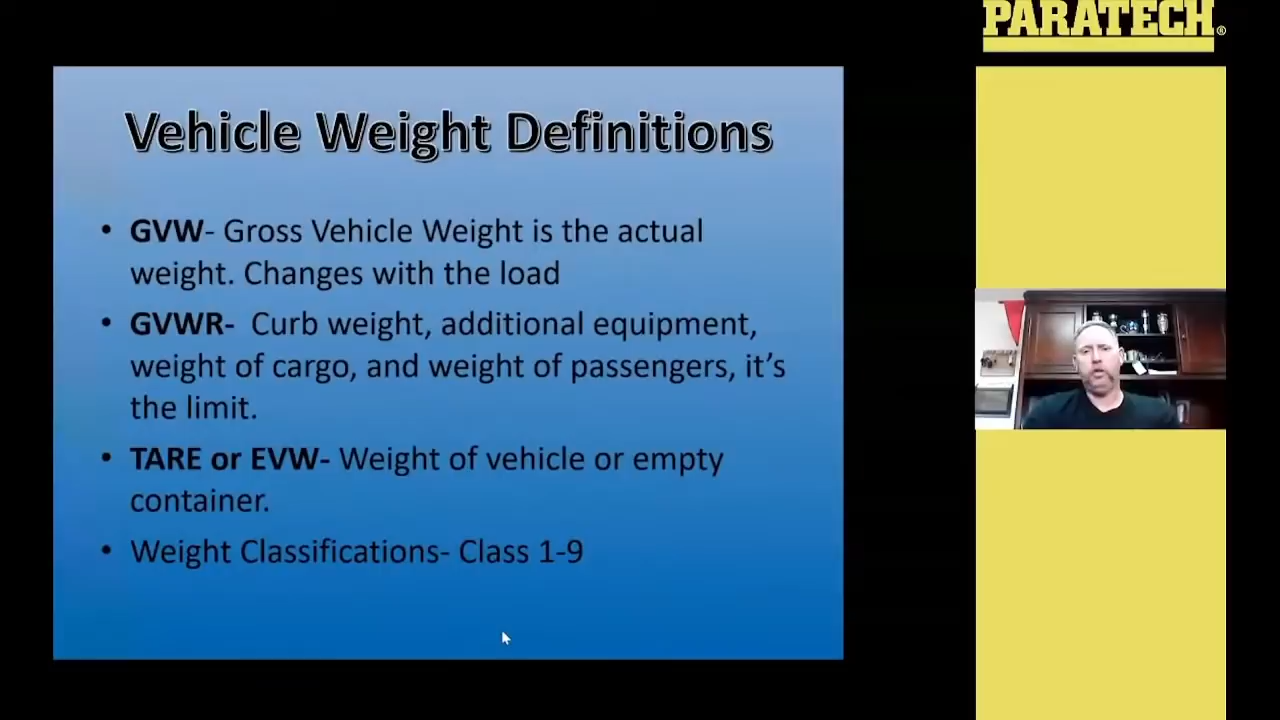 PARATECH®
Vehicle Weight Definitions
• GVW- Gross Vehicle Weight is the actual
weight. Changes with the load
• GVWR- Curb weight, additional equipment,
weight of cargo, and weight of passengers, it’s
the limit.
• TARE or EVW- Weight of vehicle or empty
container.
• Weight Classifications- Class 1-9